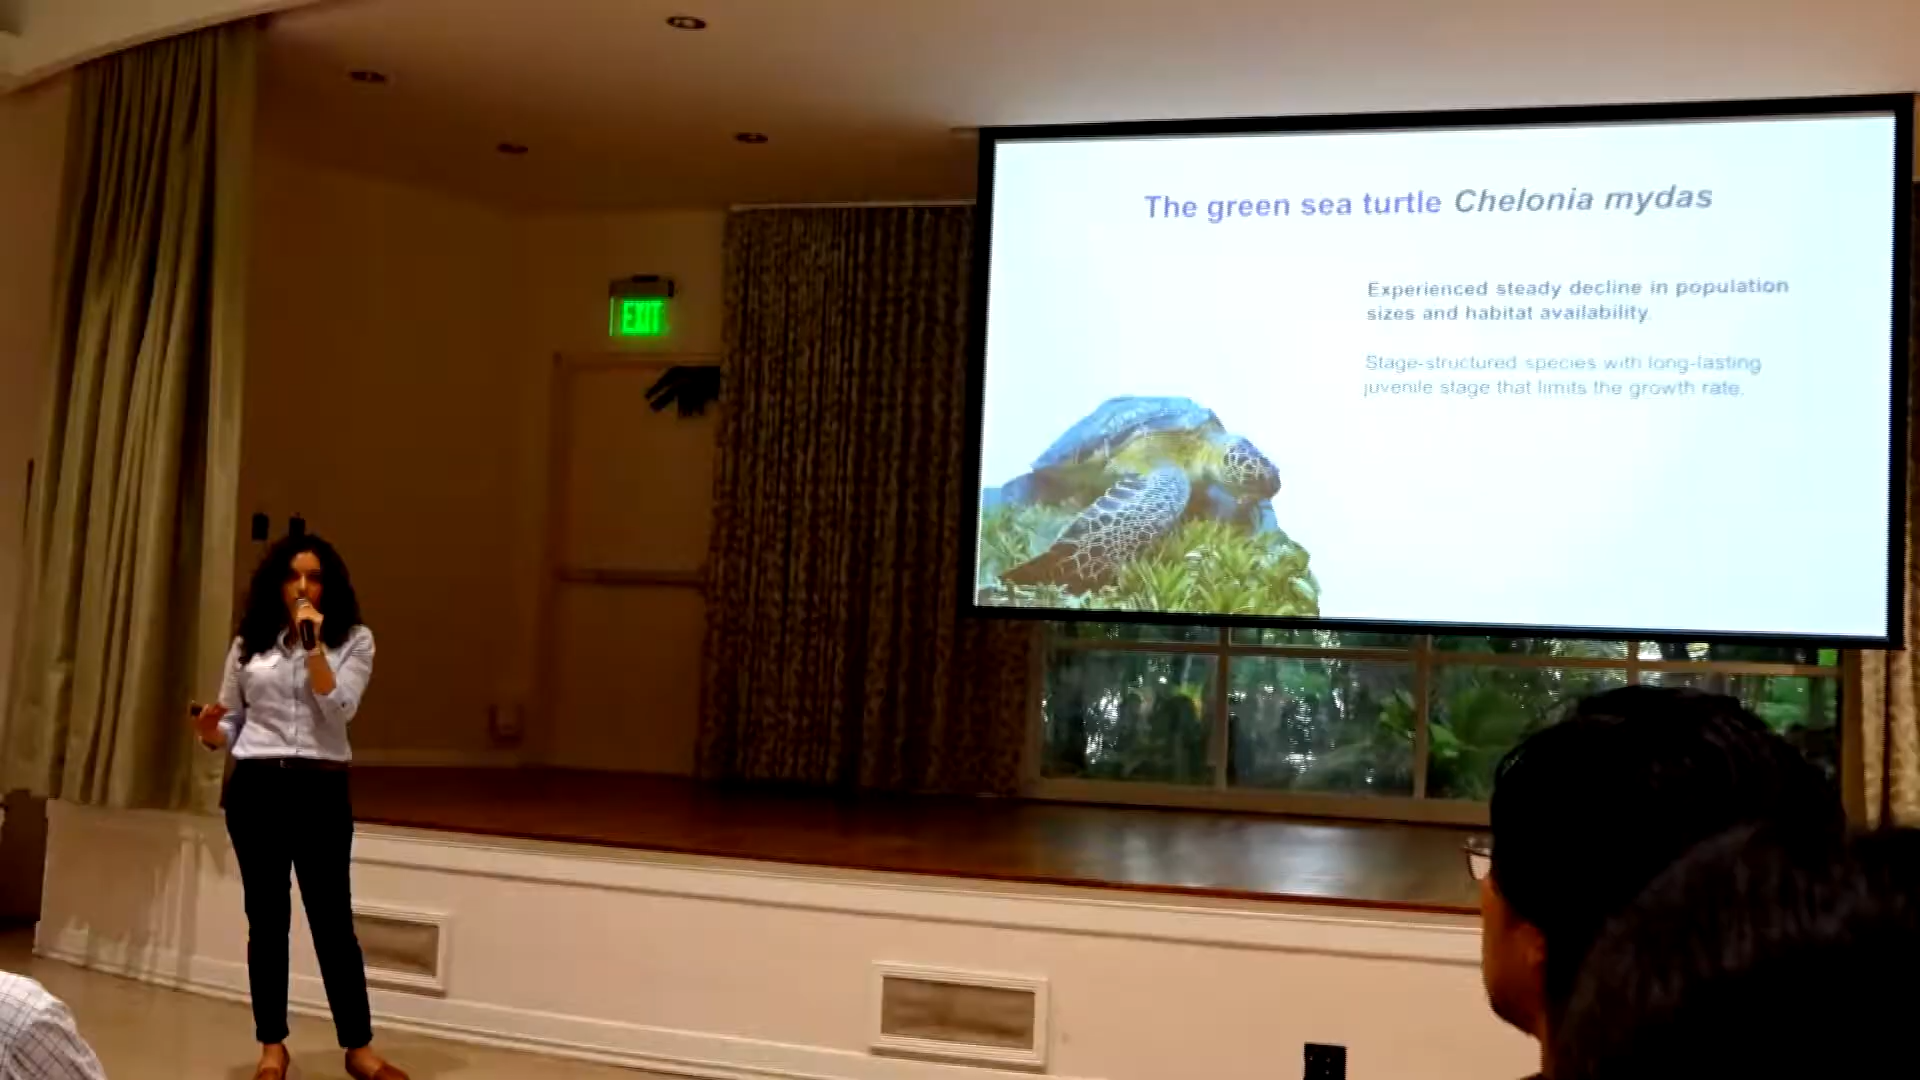 The green sea turtle Chelonia mydas
EXIT
Experienced steady decline in population
sizes and habitat availability.
Stage-structured species with long-lasting
juvenile stage that limits the growth rate.